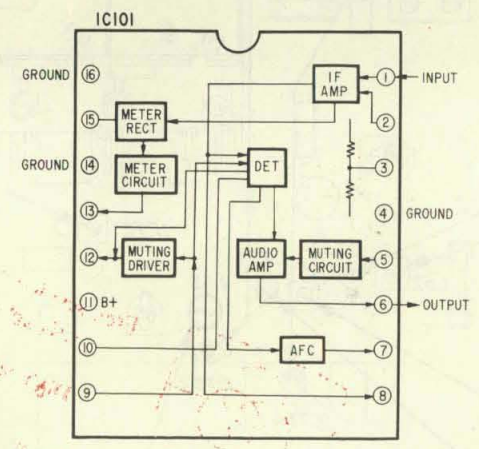 IC101
GROUND 16
IF AMP
1 INPUT
15
METER RECT
2
GROUND 14
METER CIRCUIT
DET
3
13
4 GROUND
12
MUTING DRIVER
AUDIO AMP
MUTING CIRCUIT
5
11 B+
6 OUTPUT
10
AFC
7
9
8